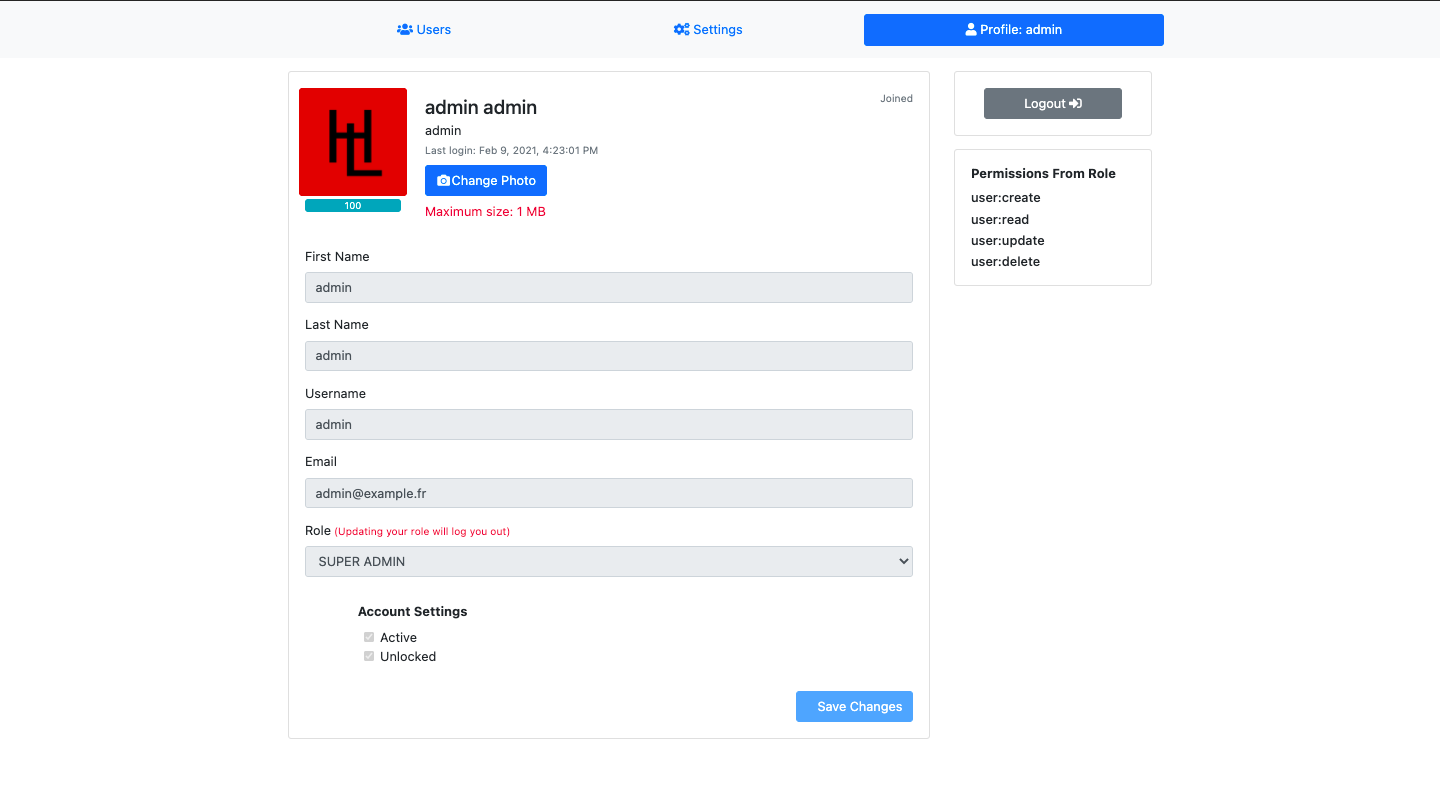 Users
Settings
Profile: admin
HL
admin admin
Joined
admin
Last login: Feb 9, 2021, 4:23:01 PM
Change Photo
100
Maximum size: 1 MB
First Name
admin
Last Name
admin
Username
admin
Email
admin@example.fr
Role (Updating your role will log you out)
SUPER ADMIN
Account Settings
Active
Unlocked
Save Changes
Logout
Permissions From Role
user:create
user:read
user:update
user:delete